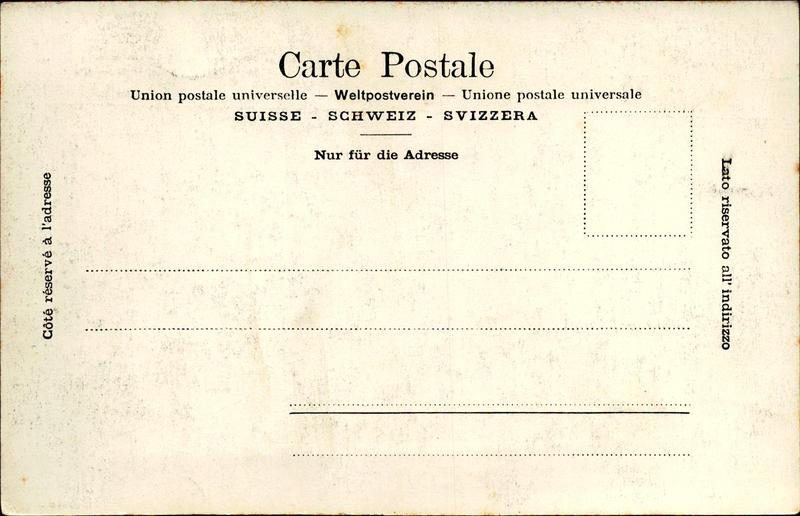 Carte Postale
Union postale universelle — Weltpostverein — Unione postale universale
SUISSE - SCHWEIZ - SVIZZERA
Nur für die Adresse
Côté réservé à l'adresse
Lato riservato all' indirizzo